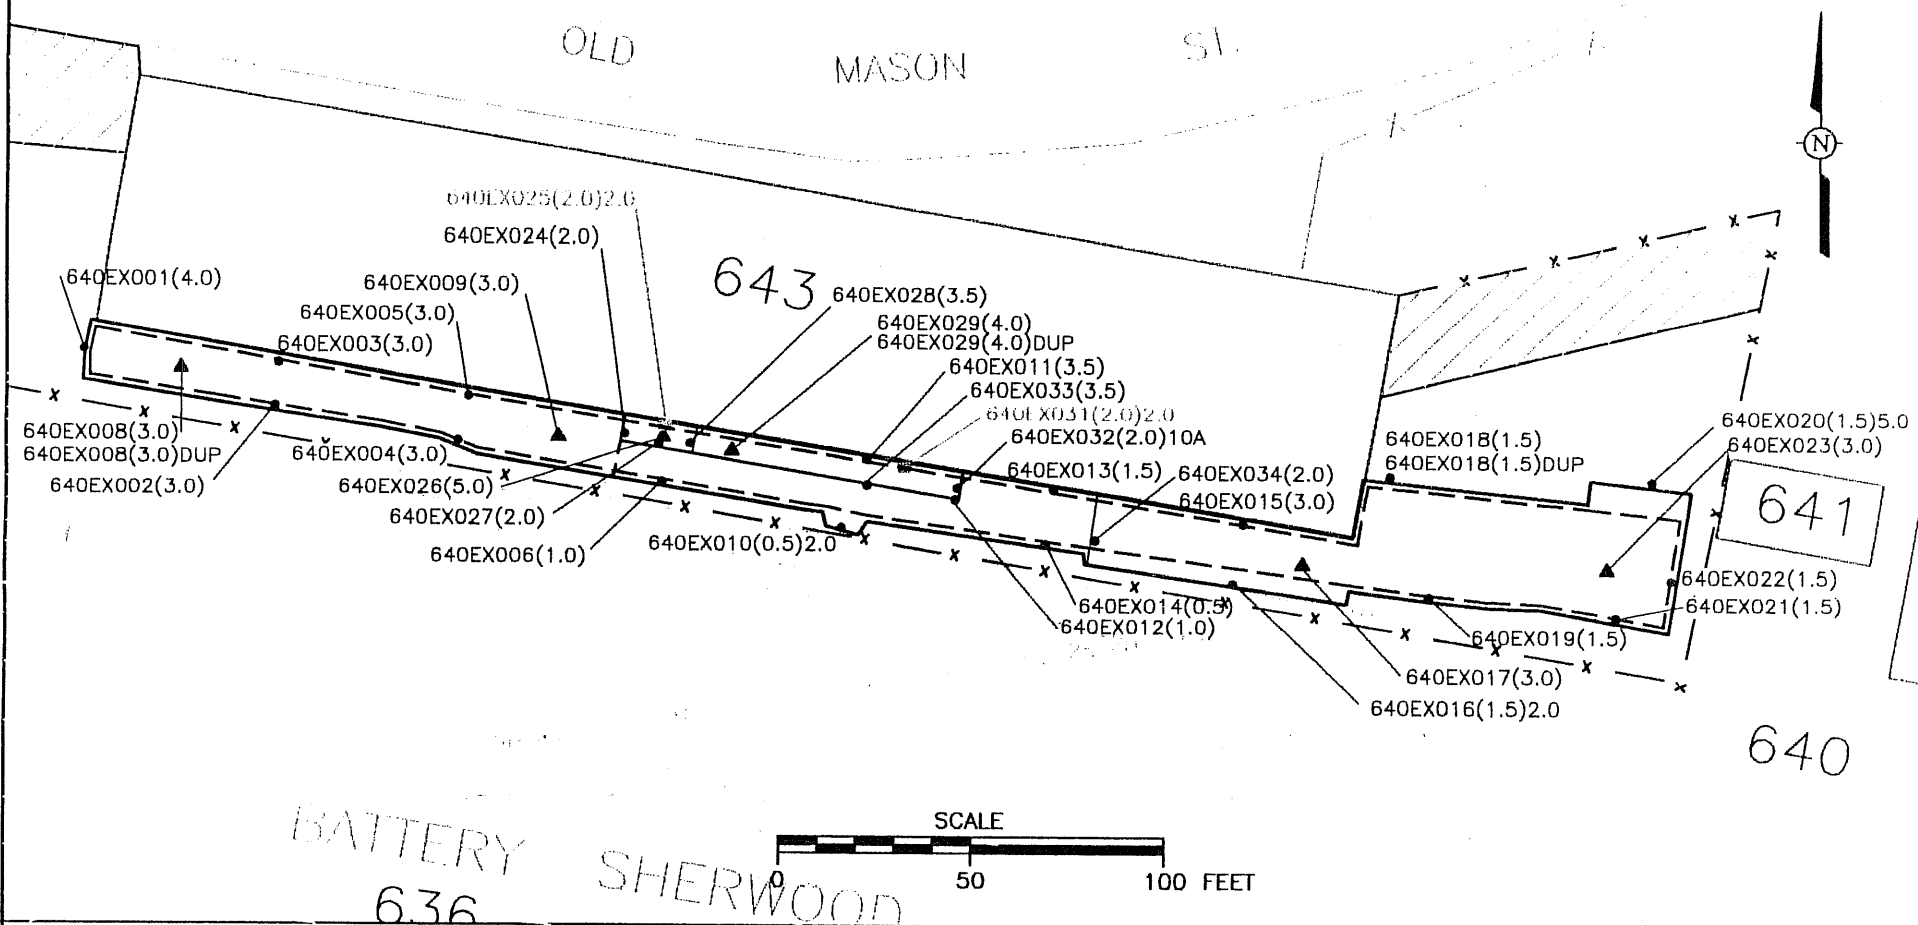 OLD
MASON
ST.
N
640EX025(2.0)2.0
640EX024(2.0)
640EX001(4.0)
640EX009(3.0)
643
640EX028(3.5)
640EX005(3.0)
640EX029(4.0)
640EX003(3.0)
640EX029(4.0)DUP
640EX011(3.5)
640EX033(3.5)
640EX031(2.0)2.0
640EX032(2.0)10A
640EX020(1.5)5.0
640EX008(3.0)
640EX018(1.5)
640EX023(3.0)
640EX008(3.0)DUP
640EX004(3.0)
640EX013(1.5)
640EX034(2.0)
640EX018(1.5)DUP
640EX002(3.0)
640EX026(5.0)
640EX015(3.0)
641
640EX027(2.0)
640EX006(1.0)
640EX010(0.5)2.0
640EX022(1.5)
640EX014(0.5)
640EX021(1.5)
640EX012(1.0)
640EX019(1.5)
640EX017(3.0)
640EX016(1.5)2.0
640
BATTERY SHERWOOD
636
SCALE
0 50 100 FEET